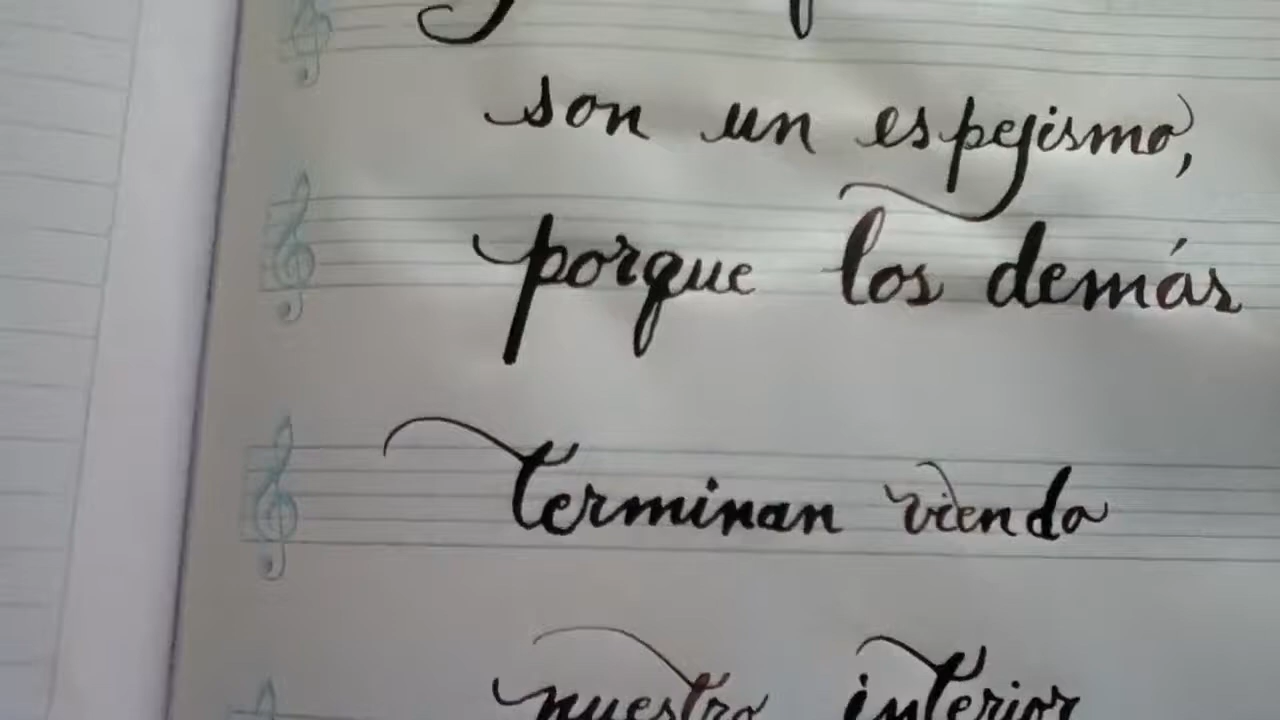 son un espejismo,
porque los demás
terminan viendo
nuestro interior